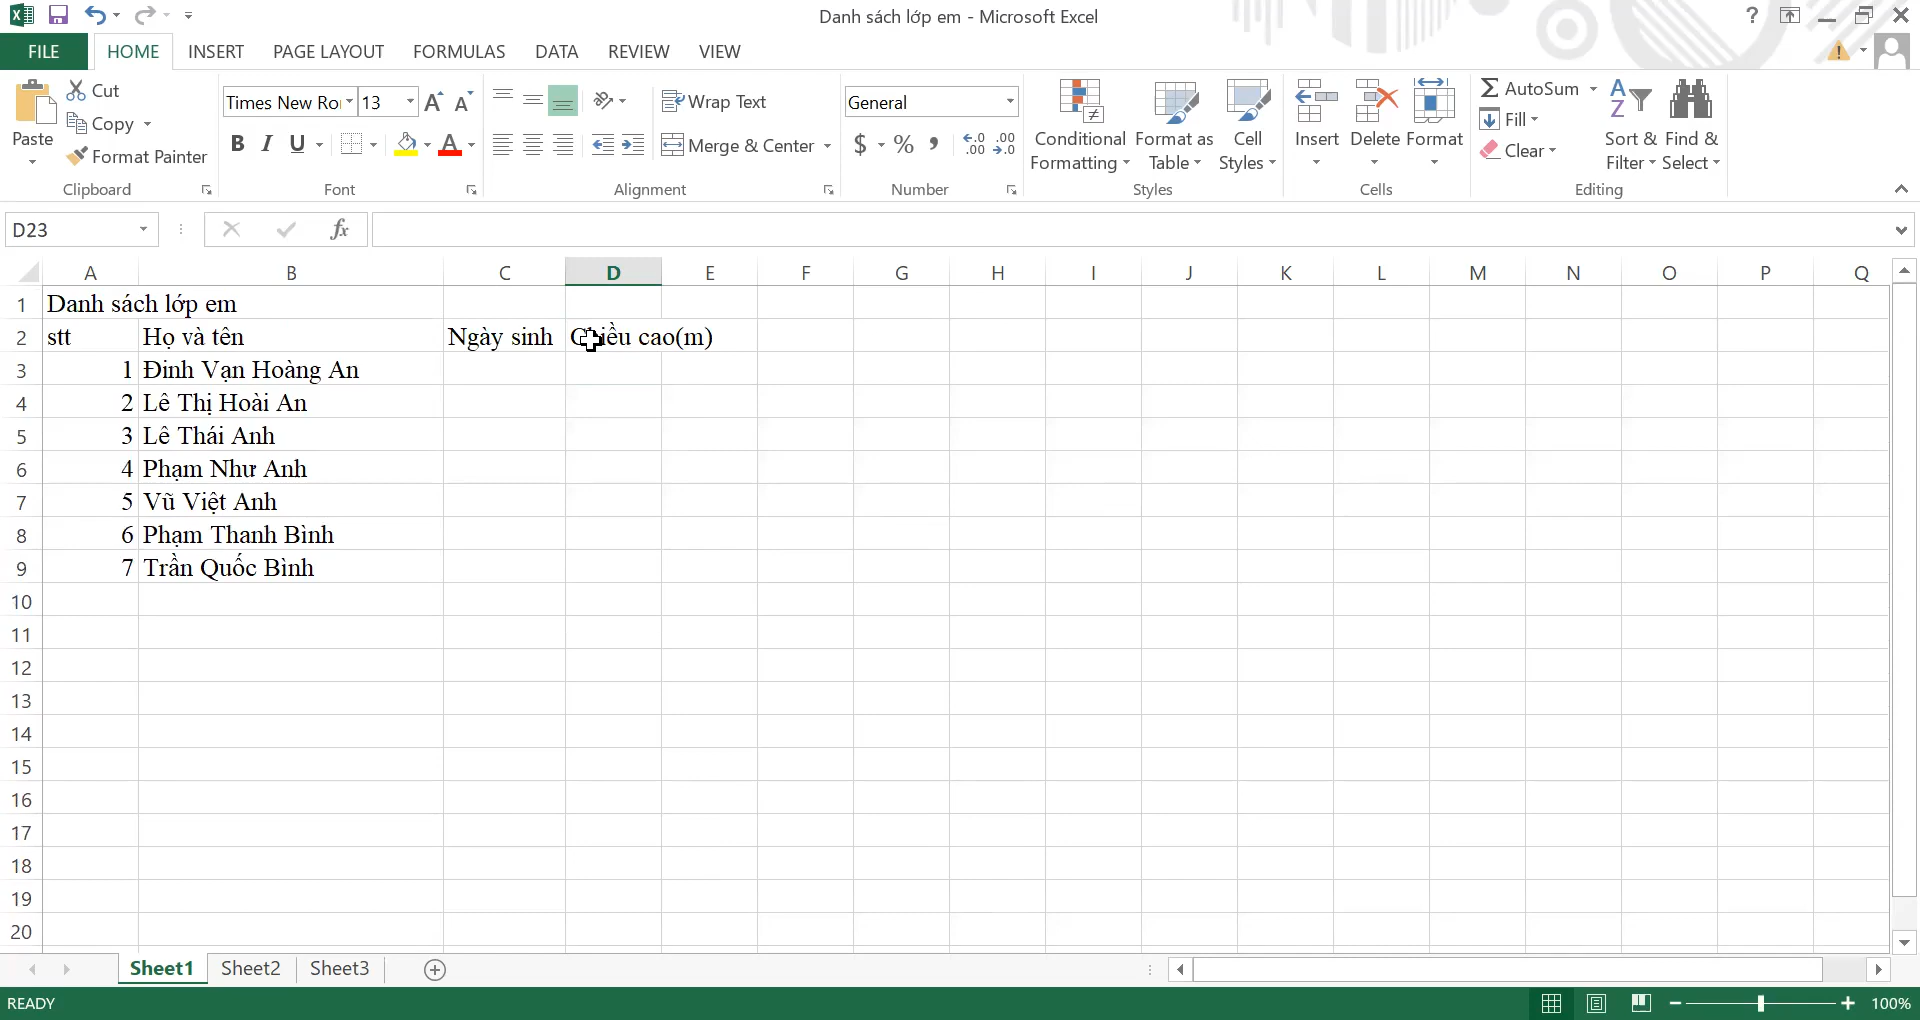 Danh sách lớp em - Microsoft Excel
FILE HOME INSERT PAGE LAYOUT FORMULAS DATA REVIEW VIEW
Paste
Cut
Copy
Format Painter
Clipboard
Times New Ro
13
B I U
Font
Wrap Text
Merge & Center
Alignment
General
$ %
Number
Conditional Formatting
Format as Table
Cell Styles
Styles
Insert
Delete
Format
Cells
AutoSum
Fill
Clear
Sort & Filter
Find & Select
Editing
D23
fx
A B C D E F G H I J K L M N O P Q
1 Danh sách lớp em
2 stt Họ và tên Ngày sinh Chiều cao(m)
3 1 Đinh Vạn Hoàng An
4 2 Lê Thị Hoài An
5 3 Lê Thái Anh
6 4 Phạm Như Anh
7 5 Vũ Việt Anh
8 6 Phạm Thanh Bình
9 7 Trần Quốc Bình
10
11
12
13
14
15
16
17
18
19
20
Sheet1 Sheet2 Sheet3
READY
100%